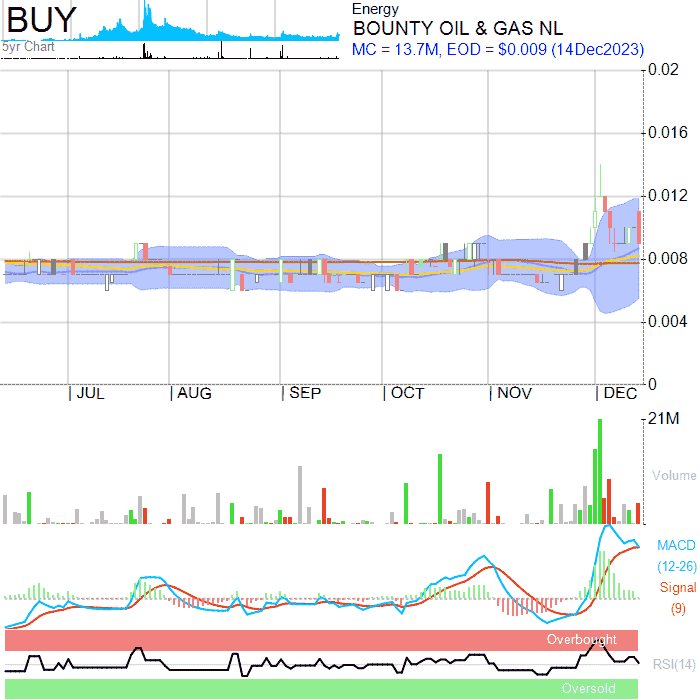 BUY
5yr Chart
Energy
BOUNTY OIL & GAS NL
MC = 13.7M, EOD = $0.009 (14Dec2023)
0.02
0.016
0.012
0.008
0.004
0
JUL AUG SEP OCT NOV DEC
21M
Volume
MACD
(12-26)
Signal
(9)
Overbought
RSI(14)
Oversold